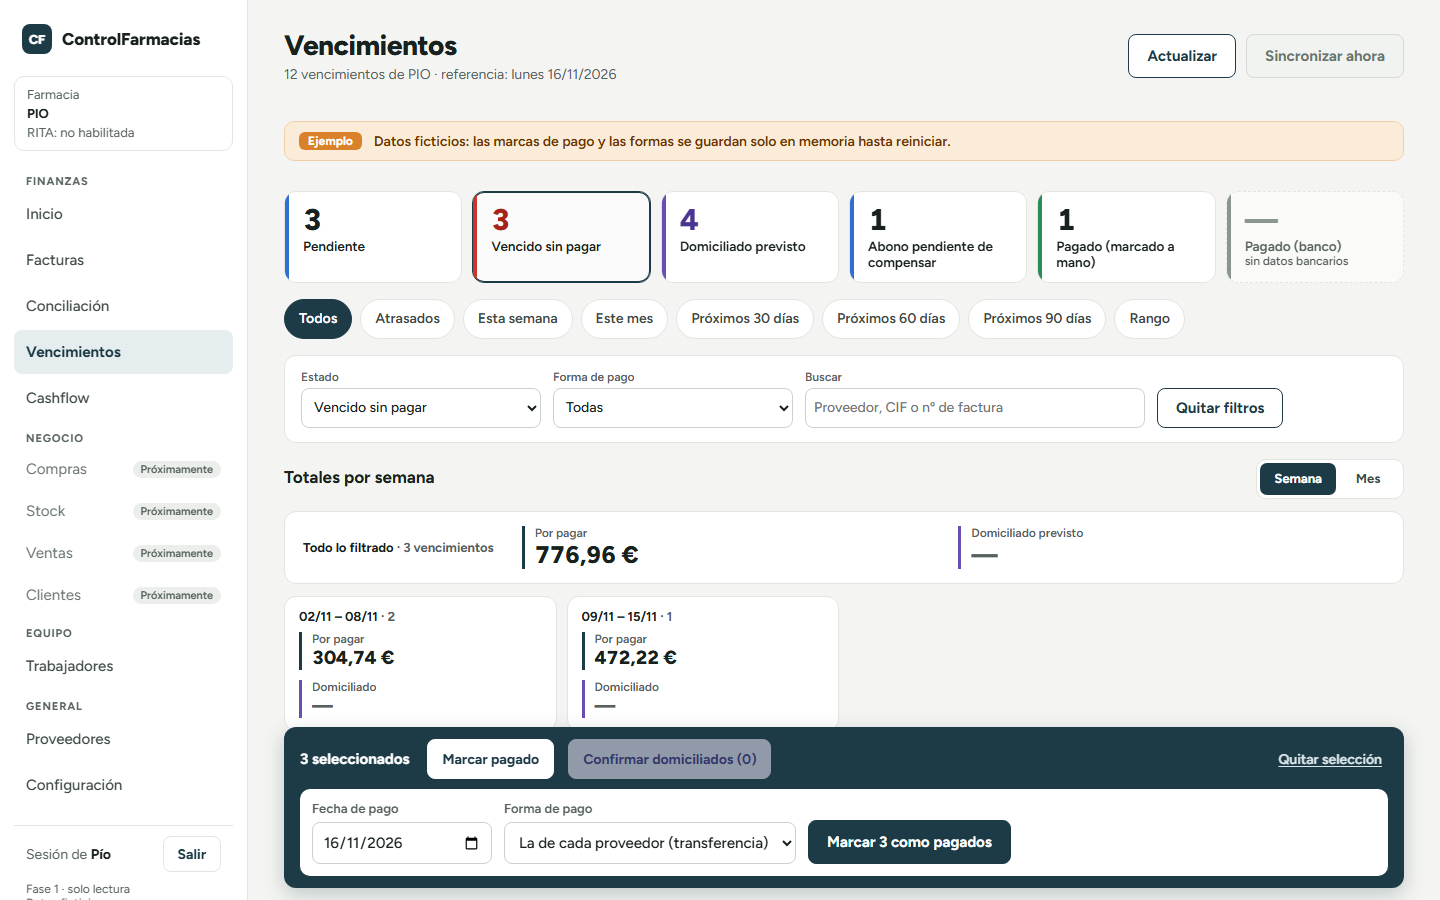 CF ControlFarmacias
Farmacia
PIO
RITA: no habilitada
FINANZAS
Inicio
Facturas
Conciliación
Vencimientos
Cashflow
NEGOCIO
Compras Próximamente
Stock Próximamente
Ventas Próximamente
Clientes Próximamente
EQUIPO
Trabajadores
GENERAL
Proveedores
Configuración
Sesión de Pío Salir
Fase 1 · solo lectura
Vencimientos
12 vencimientos de PIO · referencia: lunes 16/11/2026
Actualizar Sincronizar ahora
Ejemplo Datos ficticios: las marcas de pago y las formas se guardan solo en memoria hasta reiniciar.
3
Pendiente
3
Vencido sin pagar
4
Domiciliado previsto
1
Abono pendiente de
compensar
1
Pagado (marcado a
mano)
—
Pagado (banco)
sin datos bancarios
Todos Atrasados Esta semana Este mes Próximos 30 días Próximos 60 días Próximos 90 días Rango
Estado Forma de pago Buscar
Vencido sin pagar Todas Proveedor, CIF o nº de factura Quitar filtros
Totales por semana Semana Mes
Todo lo filtrado · 3 vencimientos
Por pagar
776,96 €
Domiciliado previsto
—
02/11 – 08/11 · 2
Por pagar
304,74 €
Domiciliado
—
09/11 – 15/11 · 1
Por pagar
472,22 €
Domiciliado
—
3 seleccionados Marcar pagado Confirmar domiciliados (0) Quitar selección
Fecha de pago Forma de pago
16/11/2026 La de cada proveedor (transferencia) Marcar 3 como pagados